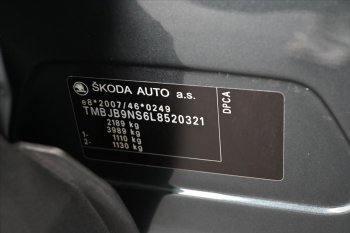 ŠKODA AUTO a.s.
e8*2007/46*0249
TMBJB9NS6L8520321
2189 kg
3989 kg
1- 1110 kg
2- 1130 kg
DPCA